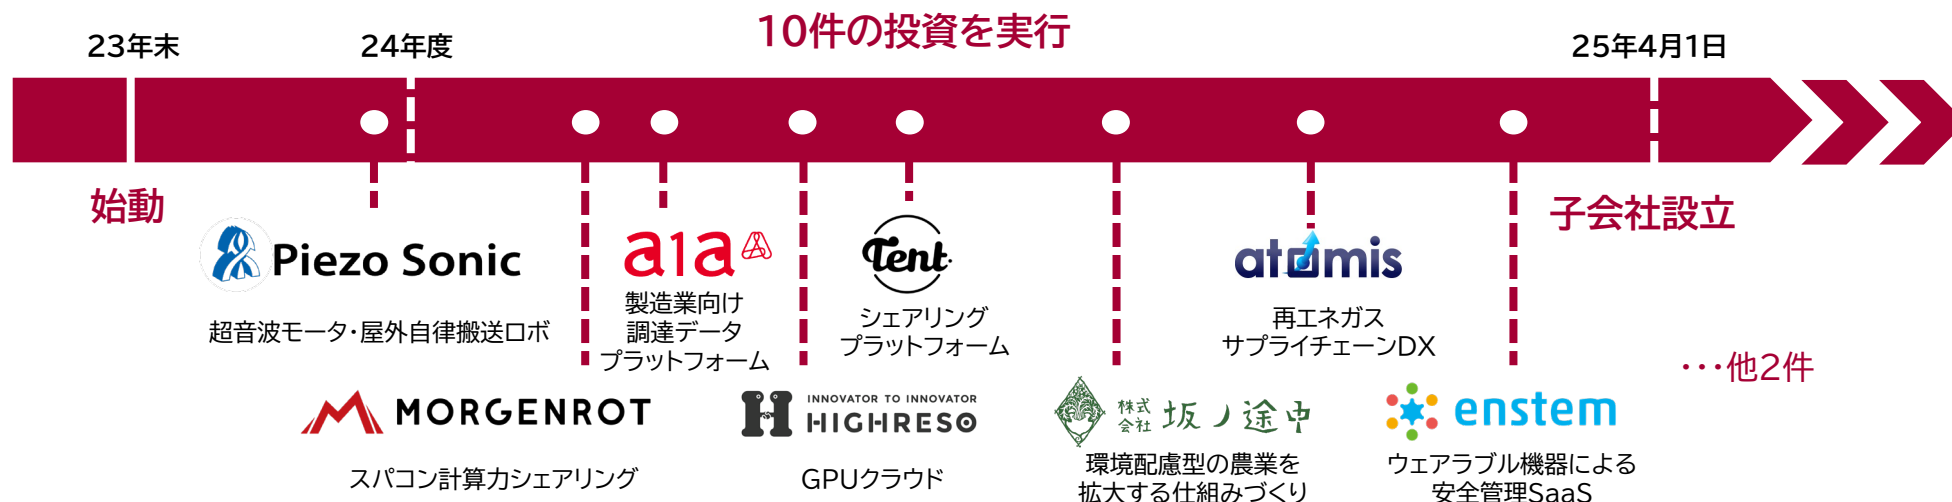 10件の投資を実行
23年末
24年度
25年4月1日
始動
子会社設立
Piezo Sonic
超音波モータ・屋外自律搬送ロボ
a1a
製造業向け
調達データ
プラットフォーム
Tent
シェアリング
プラットフォーム
atomis
再エネガス
サプライチェーンDX
…他2件
MORGENROT
スパコン計算力シェアリング
INNOVATOR TO INNOVATOR
HIGHRESO
GPUクラウド
株式
会社
坂ノ途中
環境配慮型の農業を
拡大する仕組みづくり
enstem
ウェアラブル機器による
安全管理SaaS